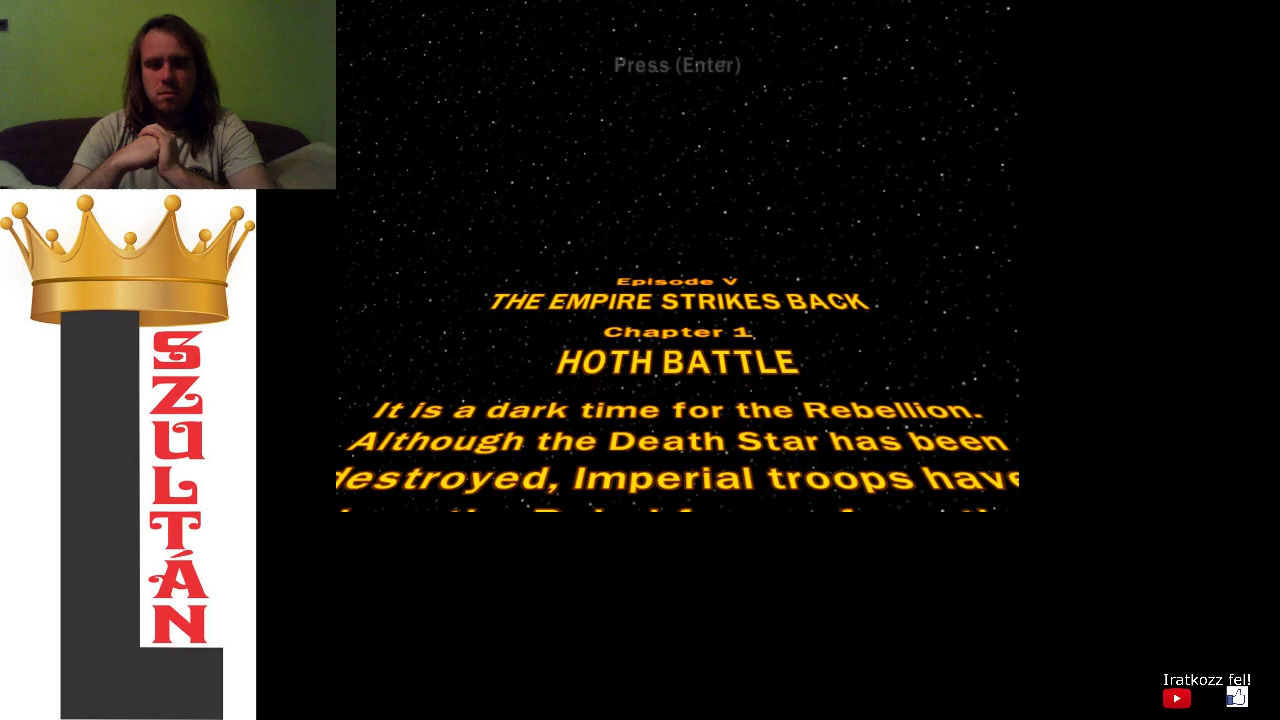 Press (Enter)
Episode V
THE EMPIRE STRIKES BACK
Chapter 1
HOTH BATTLE
It is a dark time for the Rebellion.
Although the Death Star has been
destroyed, Imperial troops have
SZULTÁN
L
Iratkozz fel!